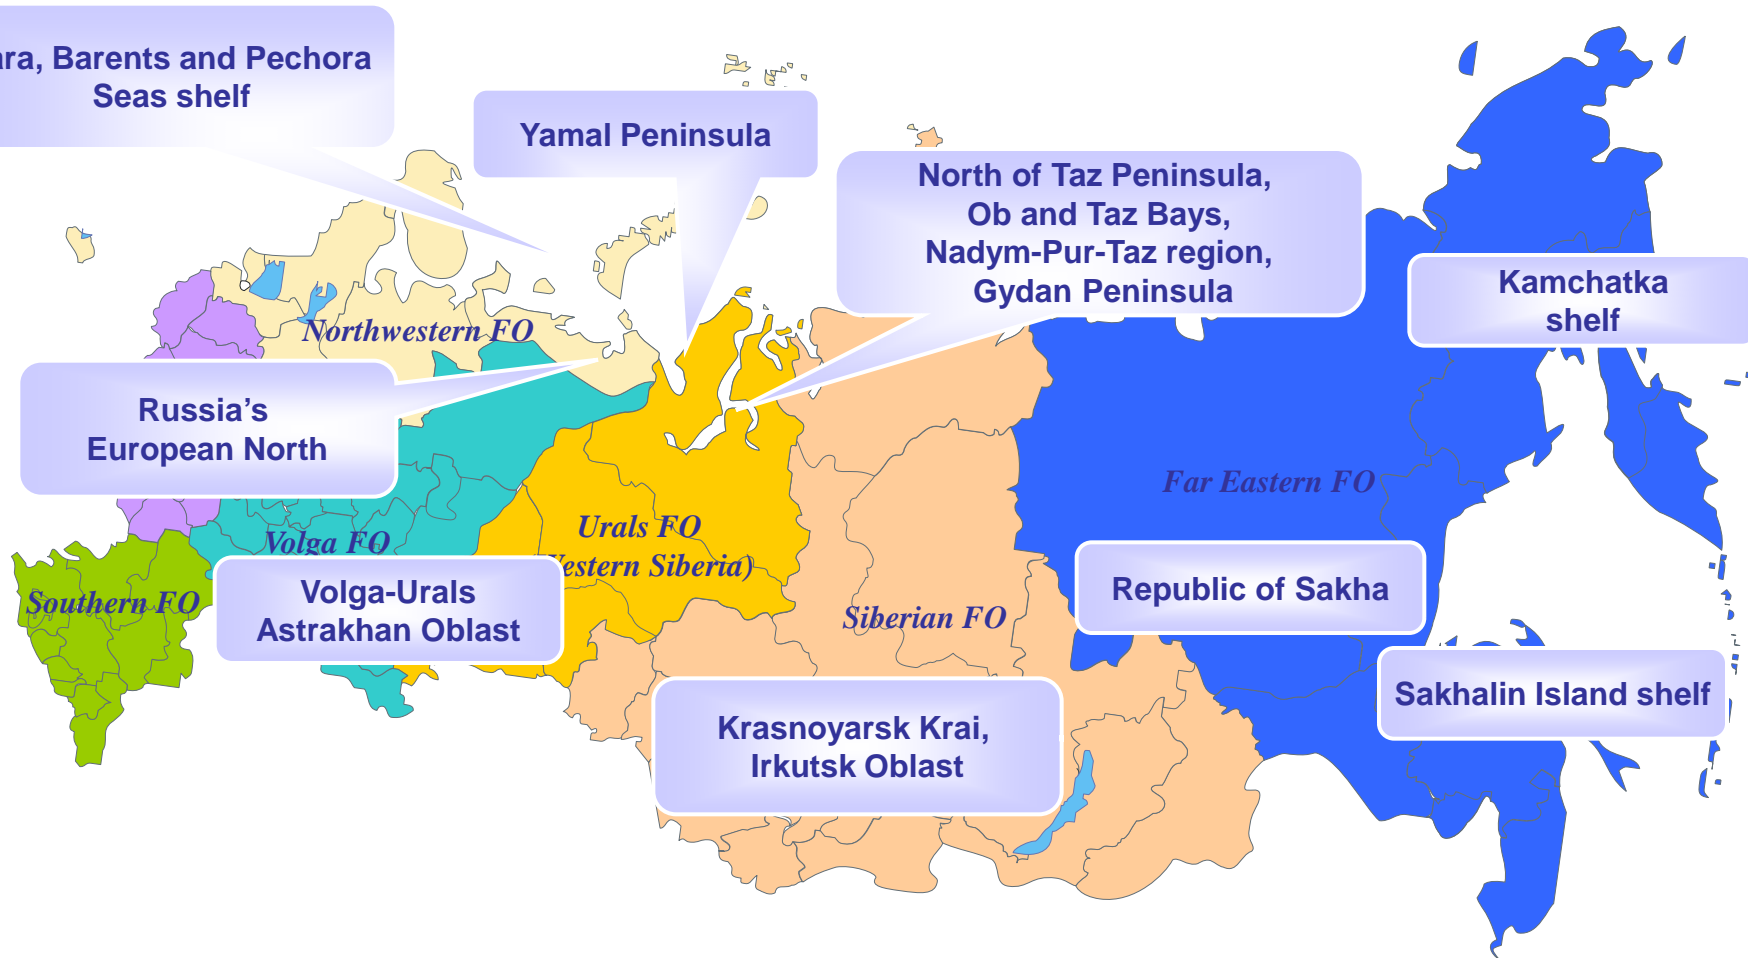 Barents and Pechora
Seas shelf
Yamal Peninsula
North of Taz Peninsula,
Ob and Taz Bays,
Nadym-Pur-Taz region,
Gydan Peninsula
Kamchatka
shelf
Northwestern FO
Russia's
European North
Far Eastern FO
Urals FO
Siberia)
Volga FO
Volga-Urals
Astrakhan Oblast
Southern FO
Republic of Sakha
Siberian FO
Sakhalin Island shelf
Krasnoyarsk Krai,
Irkutsk Oblast